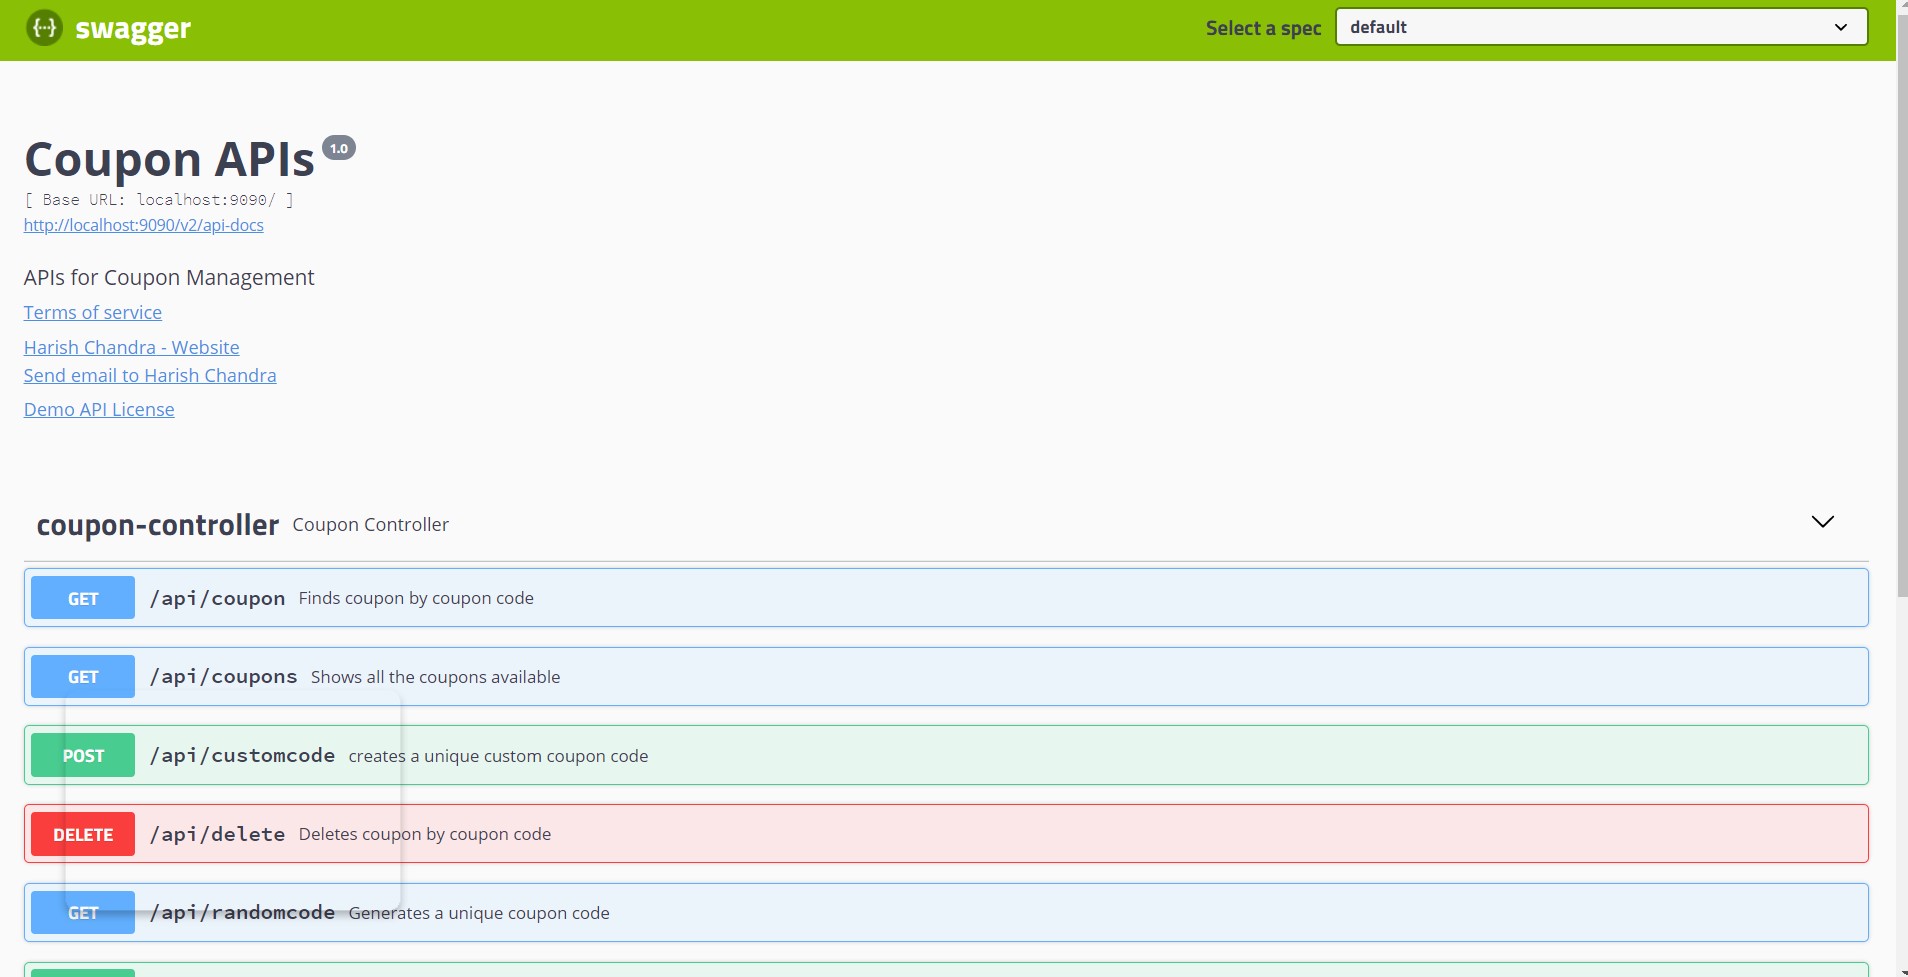 {...} swagger Select a spec default
Coupon APIs 1.0
[ Base URL: localhost:9090/ ]
http://localhost:9090/v2/api-docs
APIs for Coupon Management
Terms of service
Harish Chandra - Website
Send email to Harish Chandra
Demo API License
coupon-controller Coupon Controller
GET /api/coupon Finds coupon by coupon code
GET /api/coupons Shows all the coupons available
POST /api/customcode creates a unique custom coupon code
DELETE /api/delete Deletes coupon by coupon code
GET /api/randomcode Generates a unique coupon code